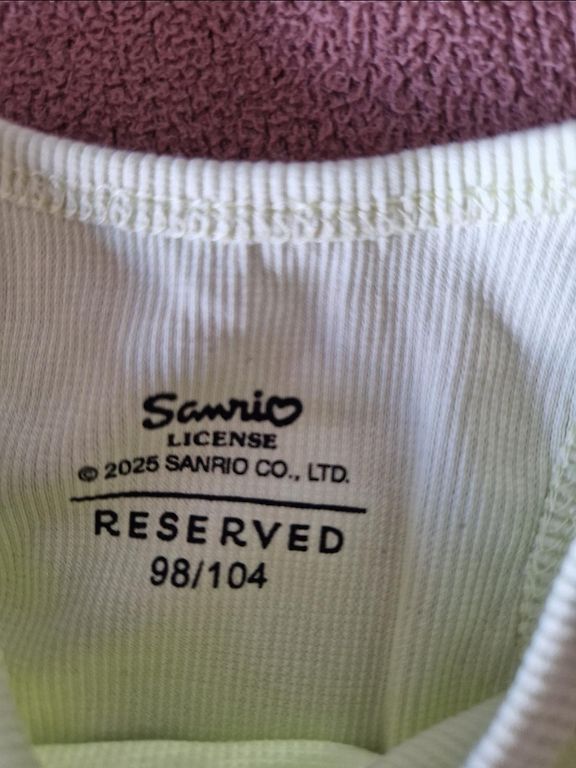 Sanrio
LICENSE
© 2025 SANRIO CO., LTD.
RESERVED
98/104